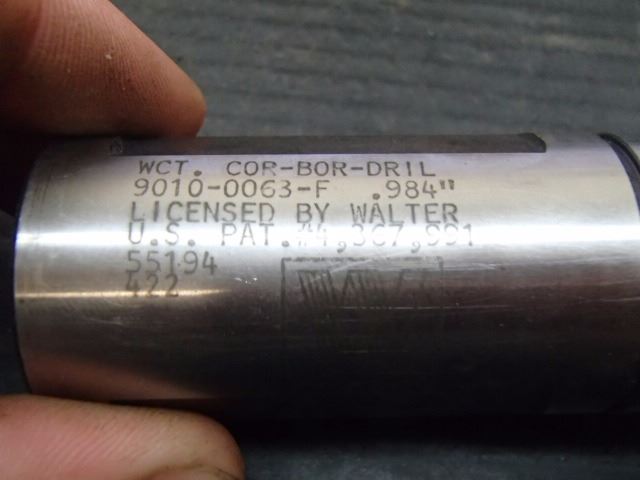 WCT. COR-BOR-DRIL
9010-0063-F .984"
LICENSED BY WALTER
U.S. PAT.#4,367,991
55194
422